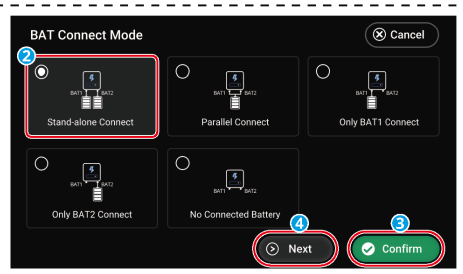 BAT Connect Mode
Cancel
2
BAT1 BAT2
BAT1 BAT2
BAT1 BAT2
Stand-alone Connect
Parallel Connect
Only BAT1 Connect
BAT1 BAT2
BAT1 BAT2
Only BAT2 Connect
No Connected Battery
4
3
Next
Confirm